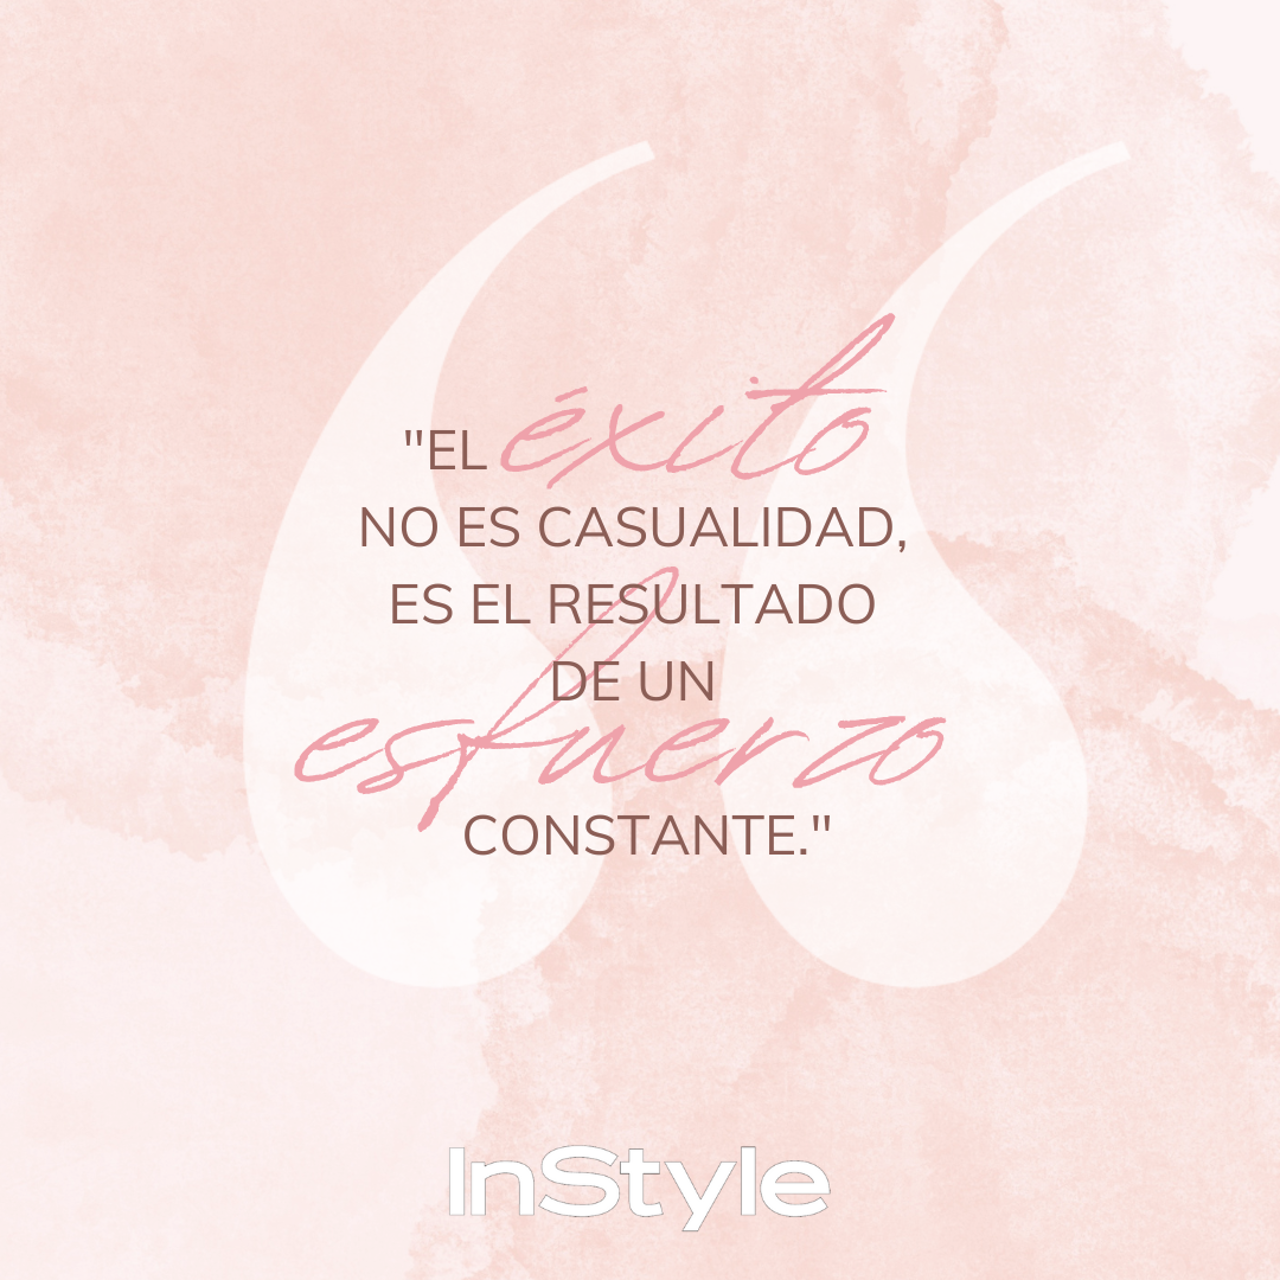 "EL éxito
NO ES CASUALIDAD,
ES EL RESULTADO
DE UN
esfuerzo
CONSTANTE."
InStyle